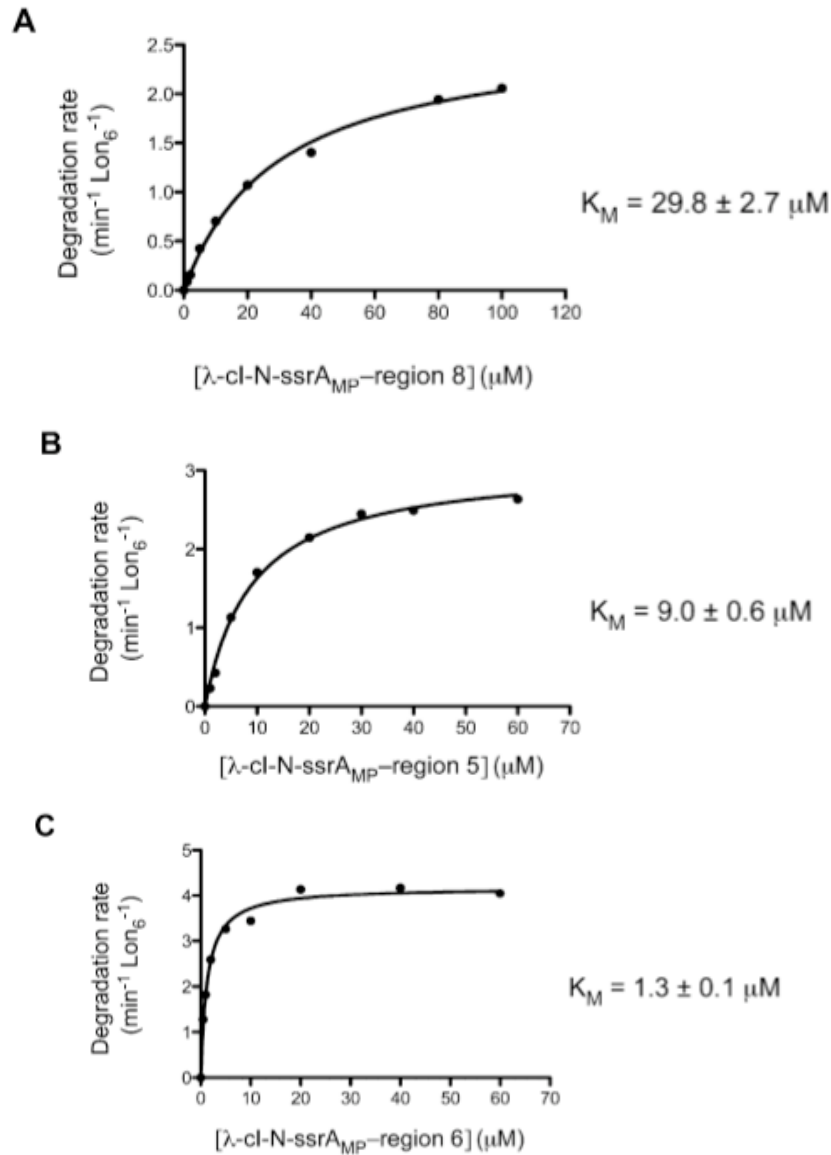 A
2.5
2.0
1.5
1.0
0.5
0.0
Degradation rate
(min⁻¹ Lon₆⁻¹)
0 20 40 60 80 100 120
[λ-cI-N-ssrA_MP–region 8] (μM)
K_M = 29.8 ± 2.7 μM
B
3
2
1
0
Degradation rate
(min⁻¹ Lon₆⁻¹)
0 10 20 30 40 50 60 70
[λ-cI-N-ssrA_MP–region 5] (μM)
K_M = 9.0 ± 0.6 μM
C
5
4
3
2
1
0
Degradation rate
(min⁻¹ Lon₆⁻¹)
0 10 20 30 40 50 60 70
[λ-cI-N-ssrA_MP–region 6] (μM)
K_M = 1.3 ± 0.1 μM